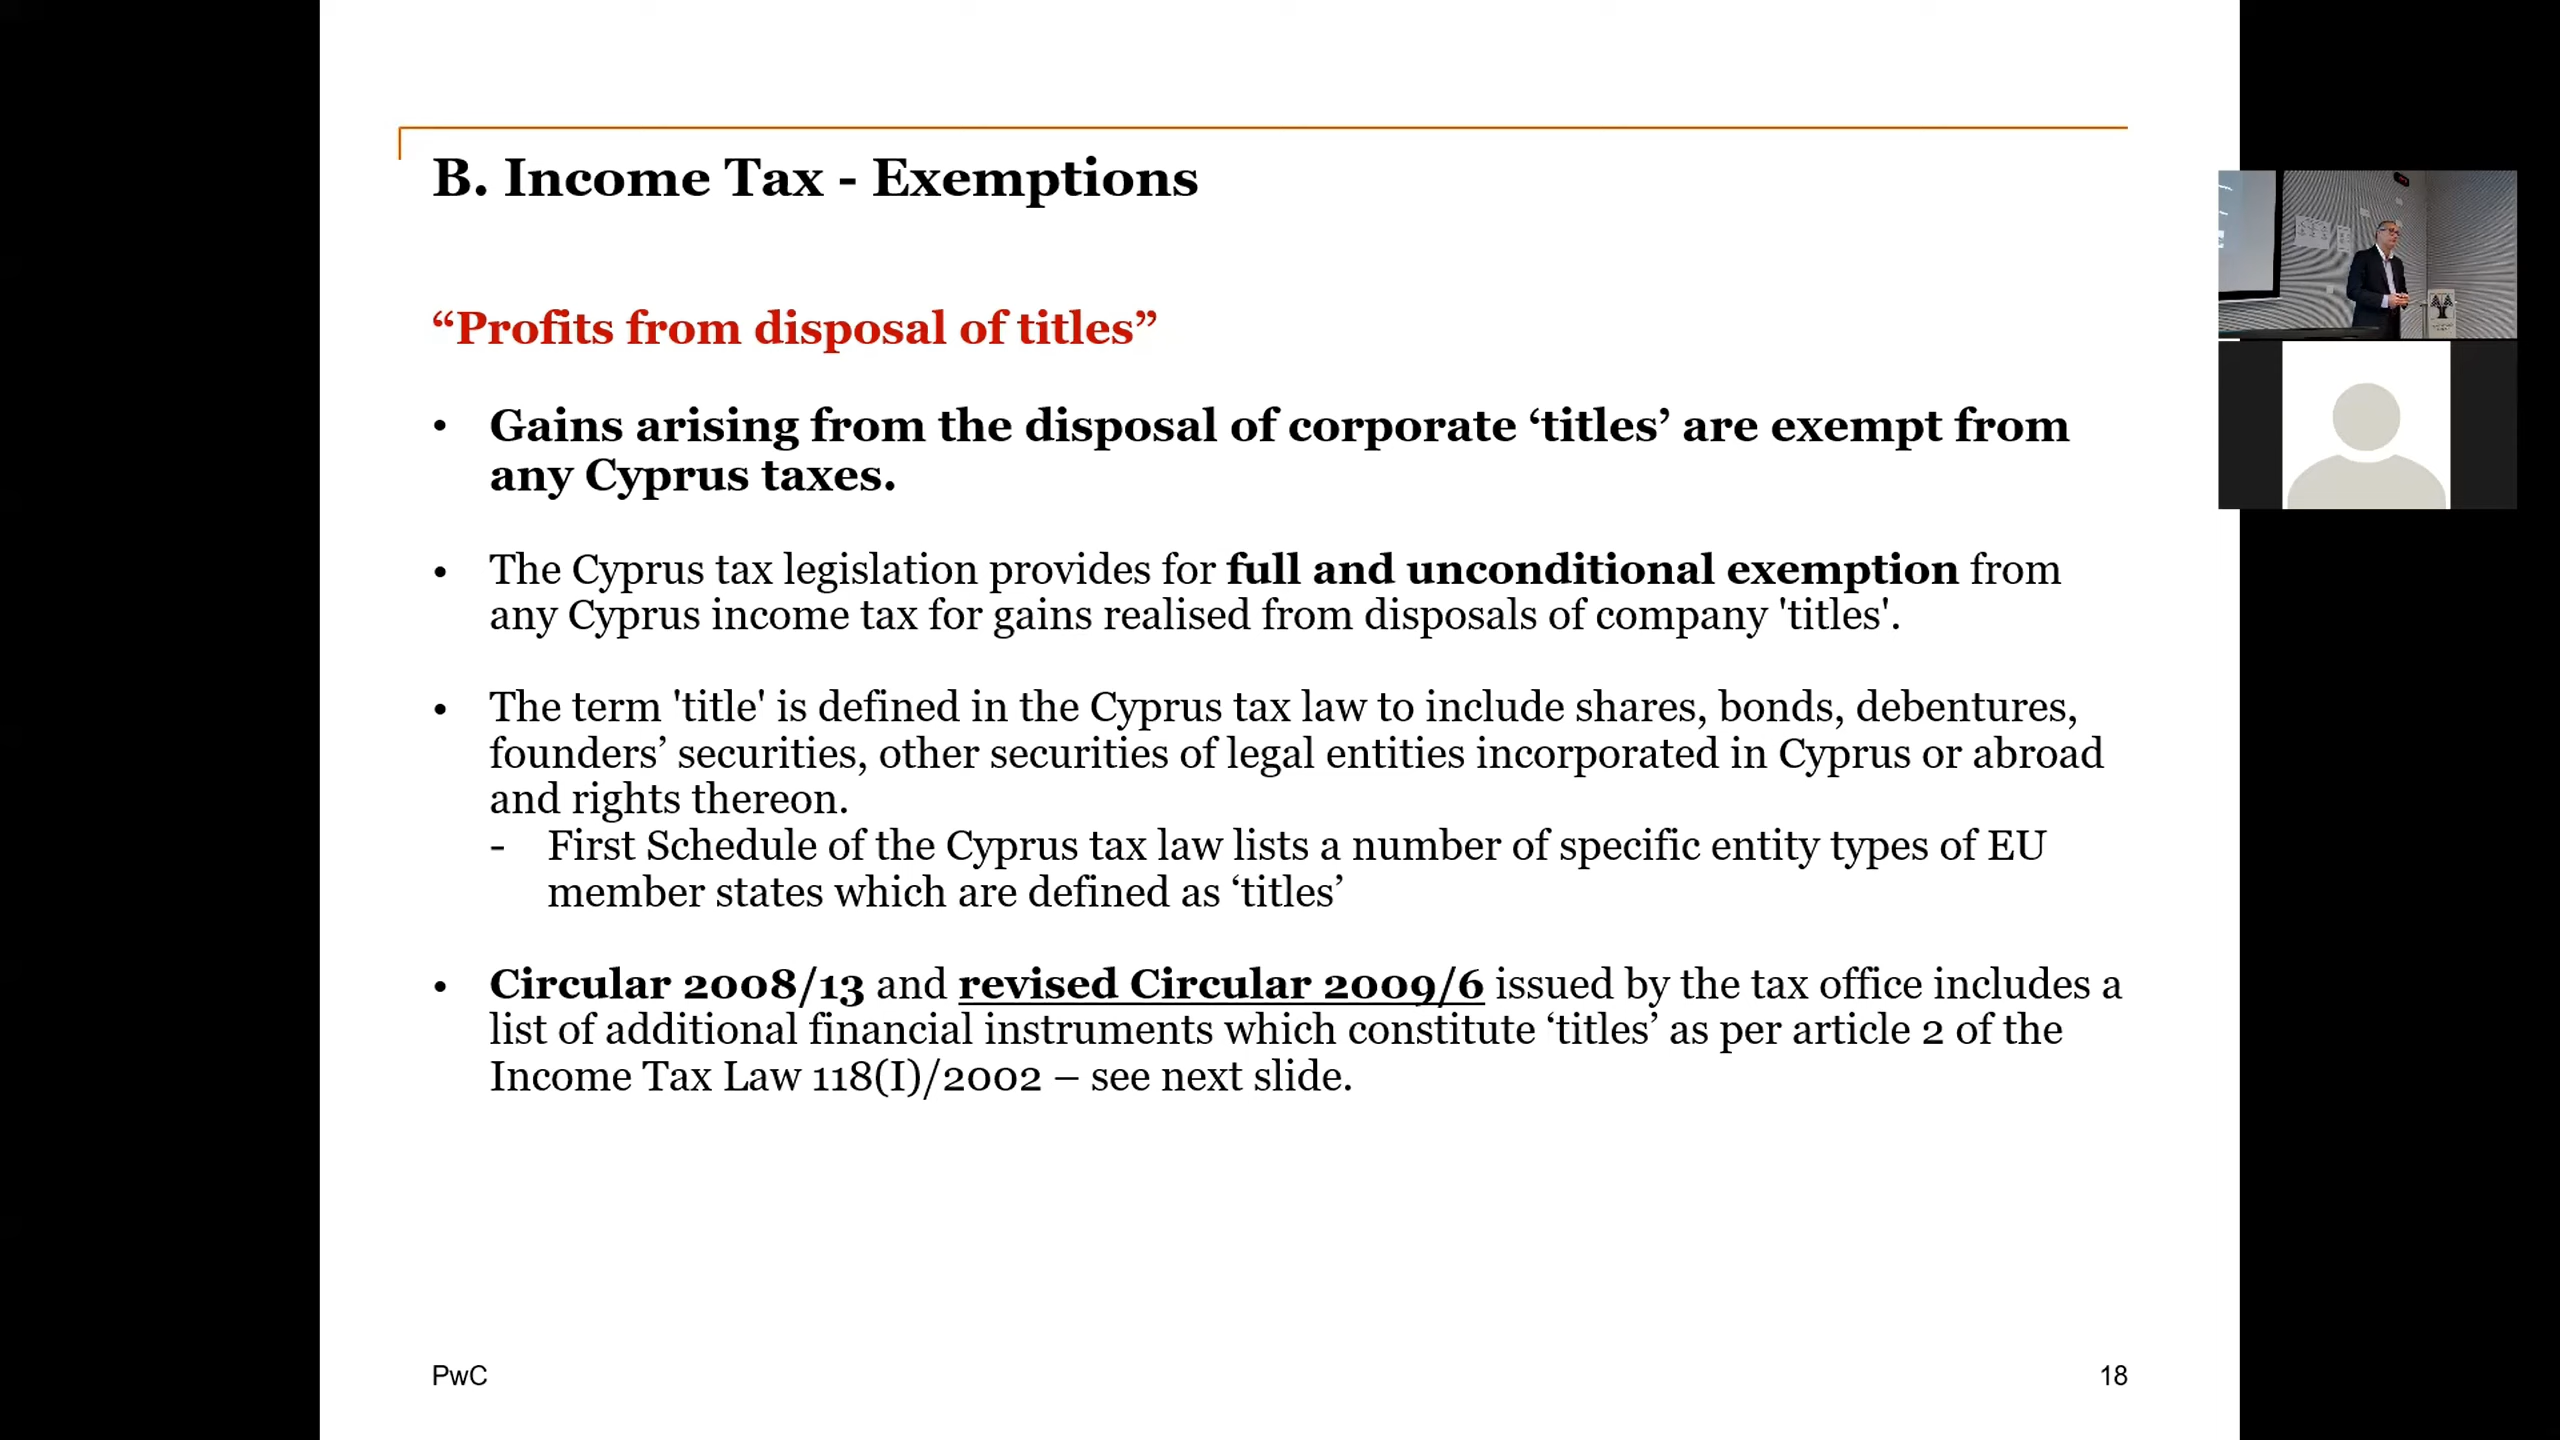 B. Income Tax - Exemptions
“Profits from disposal of titles”
• Gains arising from the disposal of corporate ‘titles’ are exempt from
any Cyprus taxes.
• The Cyprus tax legislation provides for full and unconditional exemption from
any Cyprus income tax for gains realised from disposals of company 'titles'.
• The term 'title' is defined in the Cyprus tax law to include shares, bonds, debentures,
founders’ securities, other securities of legal entities incorporated in Cyprus or abroad
and rights thereon.
- First Schedule of the Cyprus tax law lists a number of specific entity types of EU
member states which are defined as ‘titles’
• Circular 2008/13 and revised Circular 2009/6 issued by the tax office includes a
list of additional financial instruments which constitute ‘titles’ as per article 2 of the
Income Tax Law 118(I)/2002 – see next slide.
PwC
18